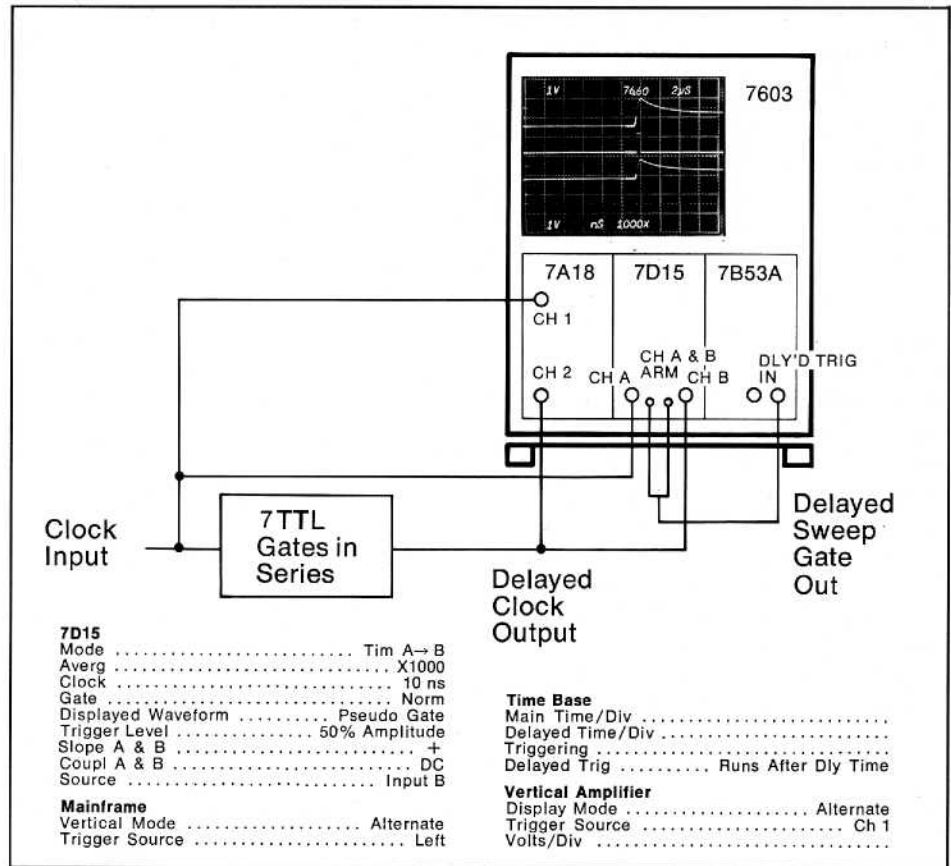 1V 7660 2µS
1V nS 1000X
7603
7A18 7D15 7B53A
CH 1
CH 2
CH A
CH A & B
ARM
CH B
DLY'D TRIG
IN
Clock
Input
7 TTL
Gates in
Series
Delayed
Clock
Output
Delayed
Sweep
Gate
Out
7D15
Mode ........................... Tim A→ B
Averg .............................. X1000
Clock ............................... 10 ns
Gate ................................ Norm
Displayed Waveform .......... Pseudo Gate
Trigger Level .............. 50% Amplitude
Slope A & B ............................ +
Coupl A & B ........................... DC
Source ............................ Input B
Mainframe
Vertical Mode ................... Alternate
Trigger Source ....................... Left
Time Base
Main Time/Div ...........................
Delayed Time/Div ........................
Triggering ..............................
Delayed Trig .......... Runs After Dly Time
Vertical Amplifier
Display Mode .................. Alternate
Trigger Source ..................... Ch 1
Volts/Div ...............................